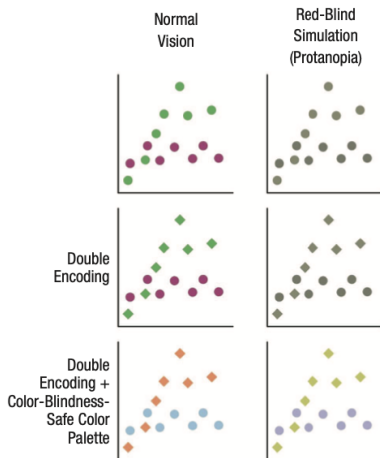 Normal
Vision
Red-Blind
Simulation
(Protanopia)
Double
Encoding
Double
Encoding +
Color-Blindness-
Safe Color
Palette